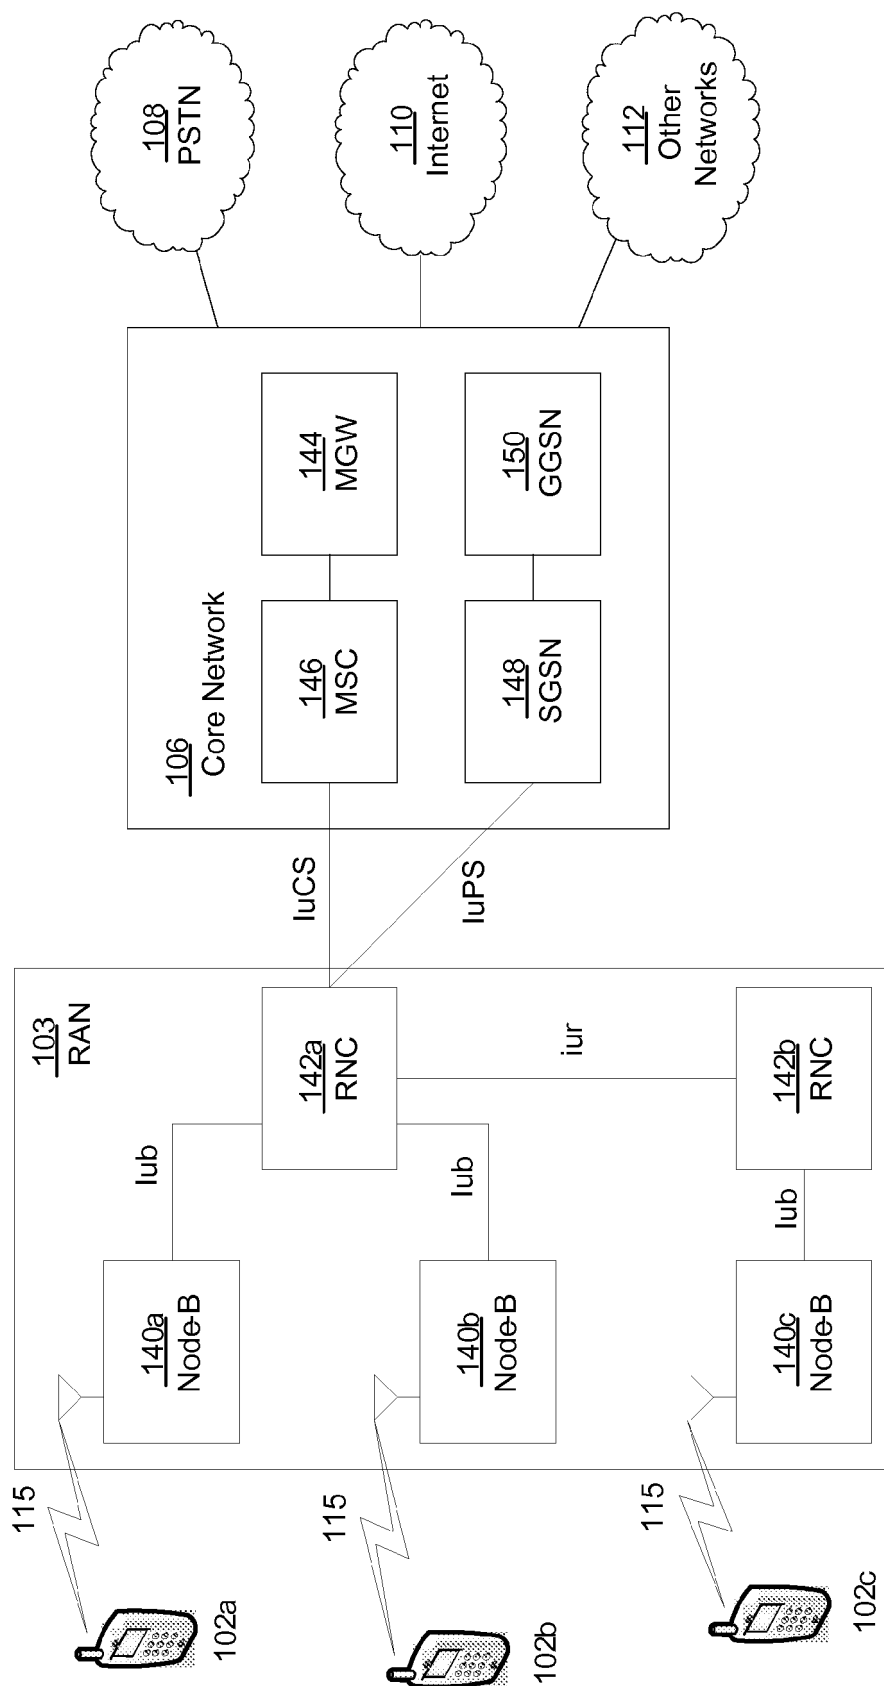 103
RAN
106
Core Network
102a
115
140a
Node-B
Iub
142a
RNC
IuCS
146
MSC
144
MGW
108
PSTN
102b
115
140b
Node-B
Iub
IuPS
148
SGSN
150
GGSN
110
Internet
iur
102c
115
140c
Node-B
Iub
142b
RNC
112
Other
Networks